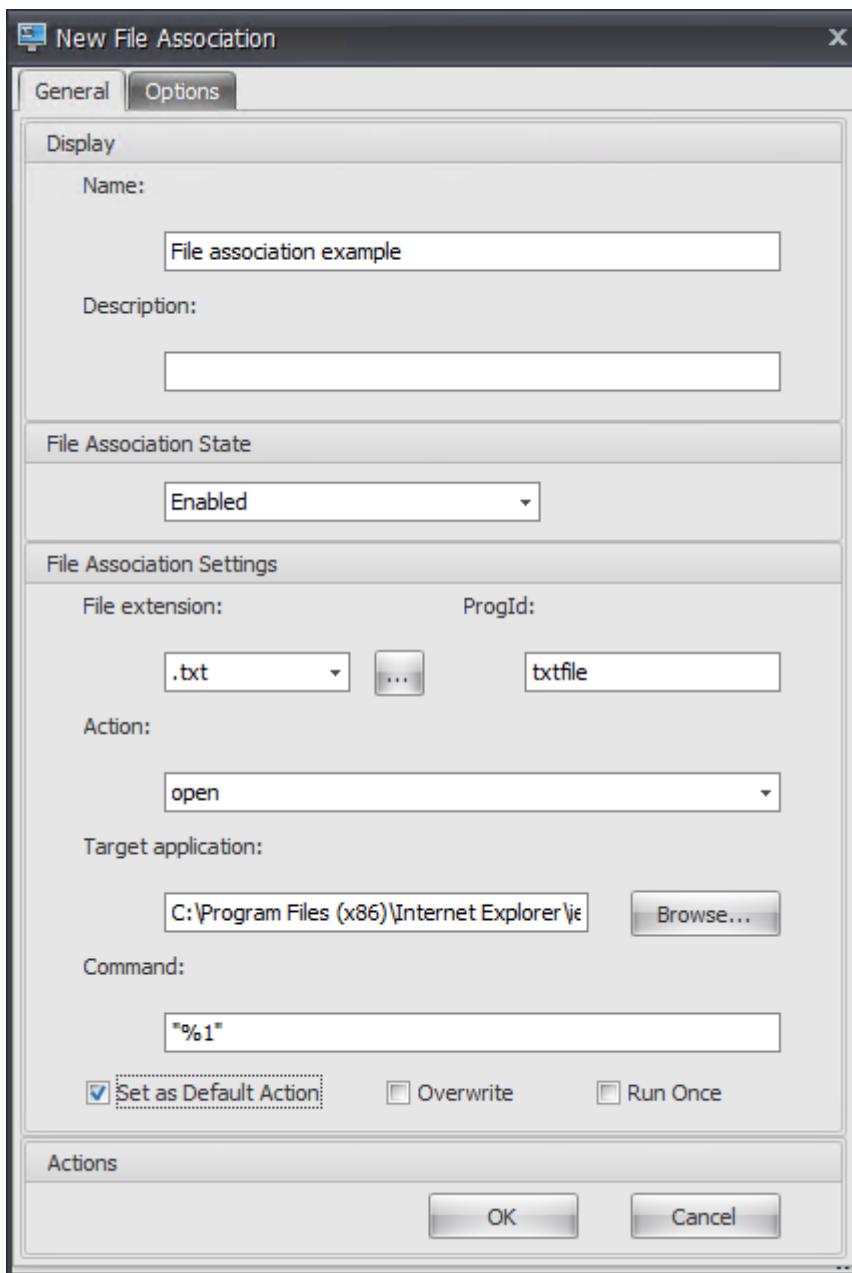 New File Association
General Options
Display
Name:
File association example
Description:
File Association State
Enabled
File Association Settings
File extension: ProgId:
.txt ... txtfile
Action:
open
Target application:
C:\Program Files (x86)\Internet Explorer\ie Browse...
Command:
"%1"
Set as Default Action Overwrite Run Once
Actions
OK Cancel